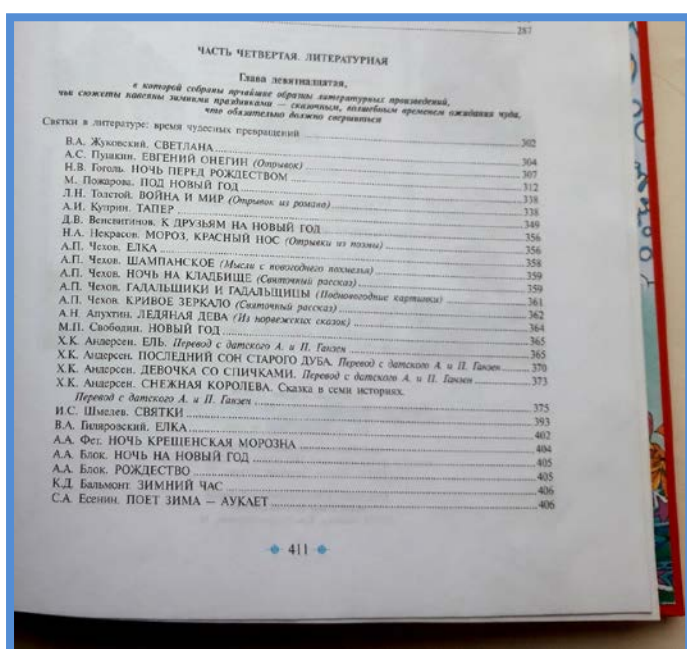 287
ЧАСТЬ ЧЕТВЕРТАЯ. ЛИТЕРАТУРНАЯ
Глава девятнадцатая,
в которой собраны ярчайшие образцы литературных произведений,
чьи сюжеты навеяны зимними праздниками — сказочным, волшебным временем ожидания чуда,
что обязательно должно свершиться
Святки в литературе: время чудесных превращений 302
В.А. Жуковский. СВЕТЛАНА 304
А.С. Пушкин. ЕВГЕНИЙ ОНЕГИН (Отрывок) 307
Н.В. Гоголь. НОЧЬ ПЕРЕД РОЖДЕСТВОМ 312
М. Пожарова. ПОД НОВЫЙ ГОД 338
Л.Н. Толстой. ВОЙНА И МИР (Отрывок из романа) 338
А.И. Куприн. ТАПЕР 349
Д.В. Веневитинов. К ДРУЗЬЯМ НА НОВЫЙ ГОД 356
Н.А. Некрасов. МОРОЗ, КРАСНЫЙ НОС (Отрывки из поэмы) 356
А.П. Чехов. ЕЛКА 358
А.П. Чехов. ШАМПАНСКОЕ (Мысли с новогоднего похмелья) 359
А.П. Чехов. НОЧЬ НА КЛАДБИЩЕ (Святочный рассказ) 359
А.П. Чехов. ГАДАЛЬЩИКИ И ГАДАЛЬЩИЦЫ (Подновогодние картинки) 361
А.П. Чехов. КРИВОЕ ЗЕРКАЛО (Святочный рассказ) 362
А.Н. Апухтин. ЛЕДЯНАЯ ДЕВА (Из норвежских сказок) 364
М.П. Свободин. НОВЫЙ ГОД 365
Х.К. Андерсен. ЕЛЬ. Перевод с датского А. и П. Ганзен 365
Х.К. Андерсен. ПОСЛЕДНИЙ СОН СТАРОГО ДУБА. Перевод с датского А. и П. Ганзен 370
Х.К. Андерсен. ДЕВОЧКА СО СПИЧКАМИ. Перевод с датского А. и П. Ганзен 373
Х.К. Андерсен. СНЕЖНАЯ КОРОЛЕВА. Сказка в семи историях.
Перевод с датского А. и П. Ганзен 375
И.С. Шмелев. СВЯТКИ 393
В.А. Гиляровский. ЕЛКА 402
А.А. Фет. НОЧЬ КРЕЩЕНСКАЯ МОРОЗНА 404
А.А. Блок. НОЧЬ НА НОВЫЙ ГОД 405
А.А. Блок. РОЖДЕСТВО 405
К.Д. Бальмонт. ЗИМНИЙ ЧАС 406
С.А. Есенин. ПОЕТ ЗИМА — АУКАЕТ 406
411